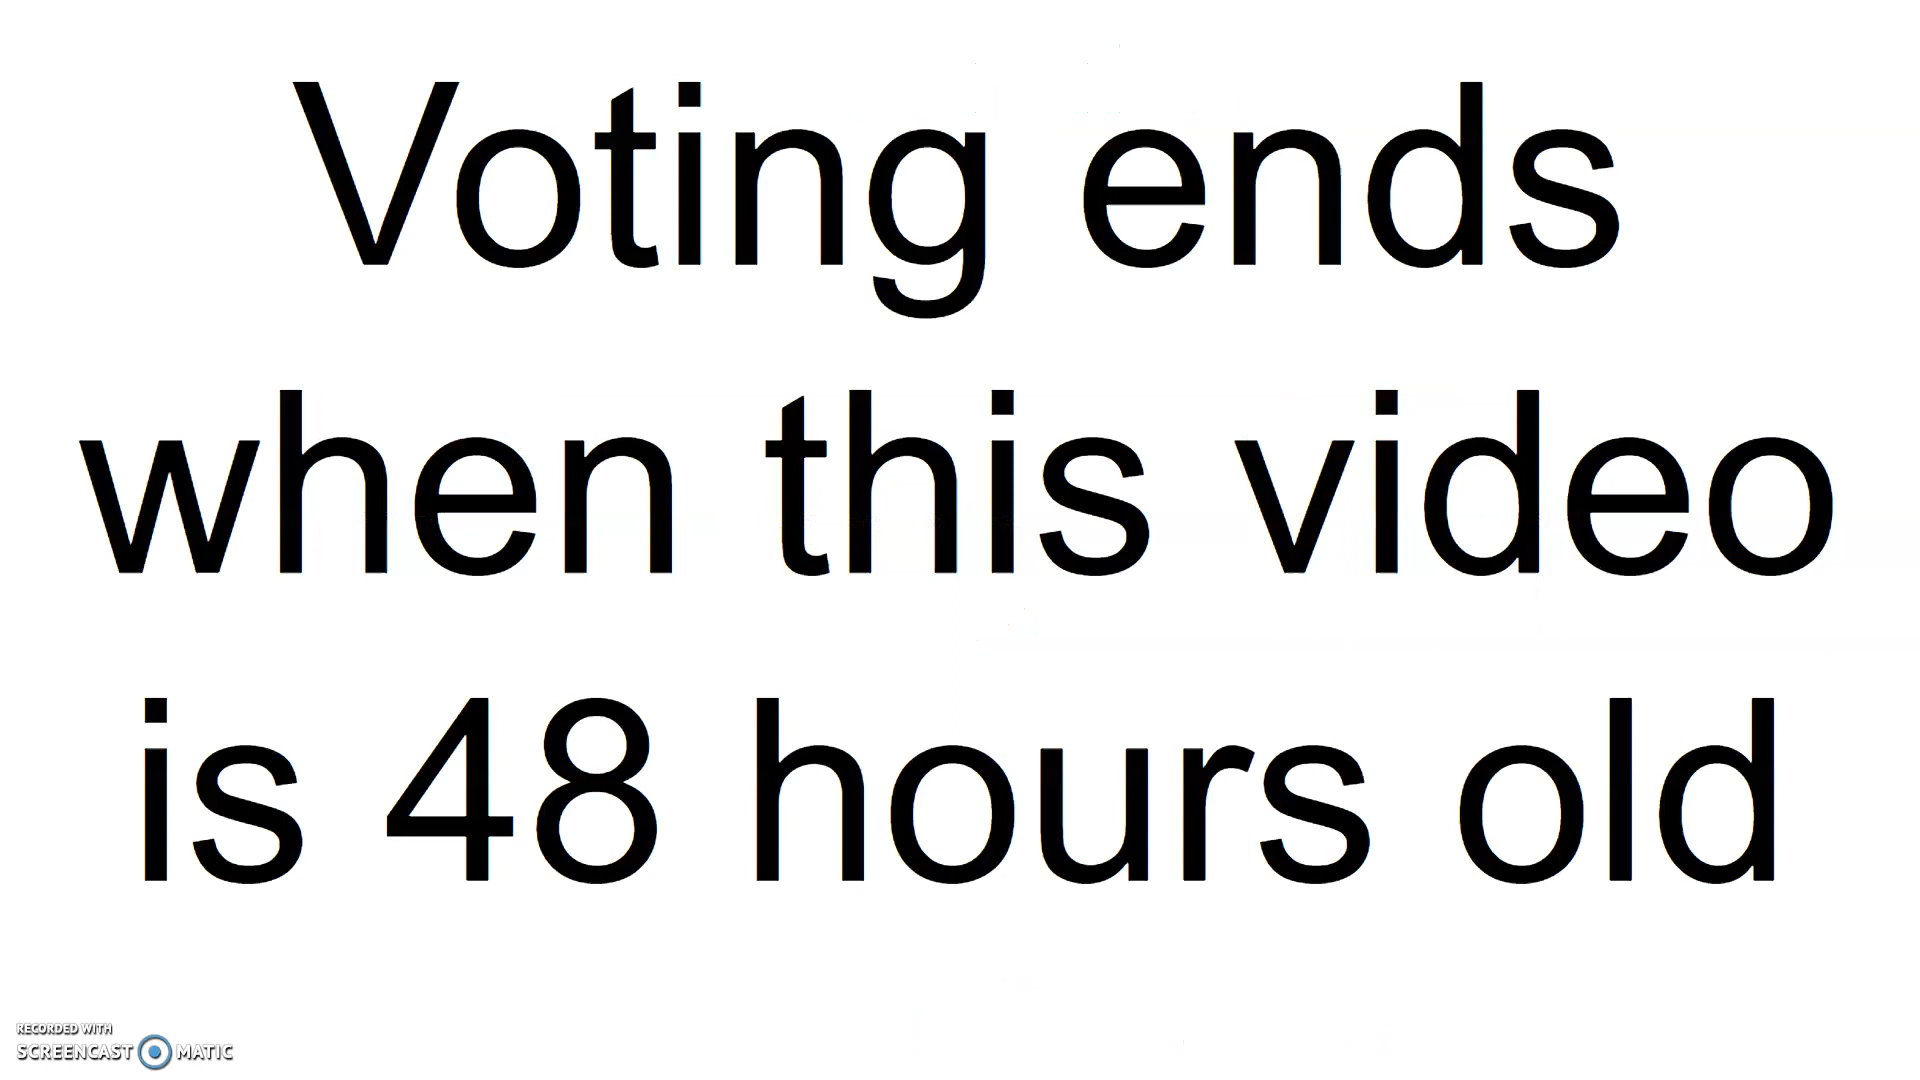 Voting ends
when this video
is 48 hours old
RECORDED WITH
SCREENCAST MATIC